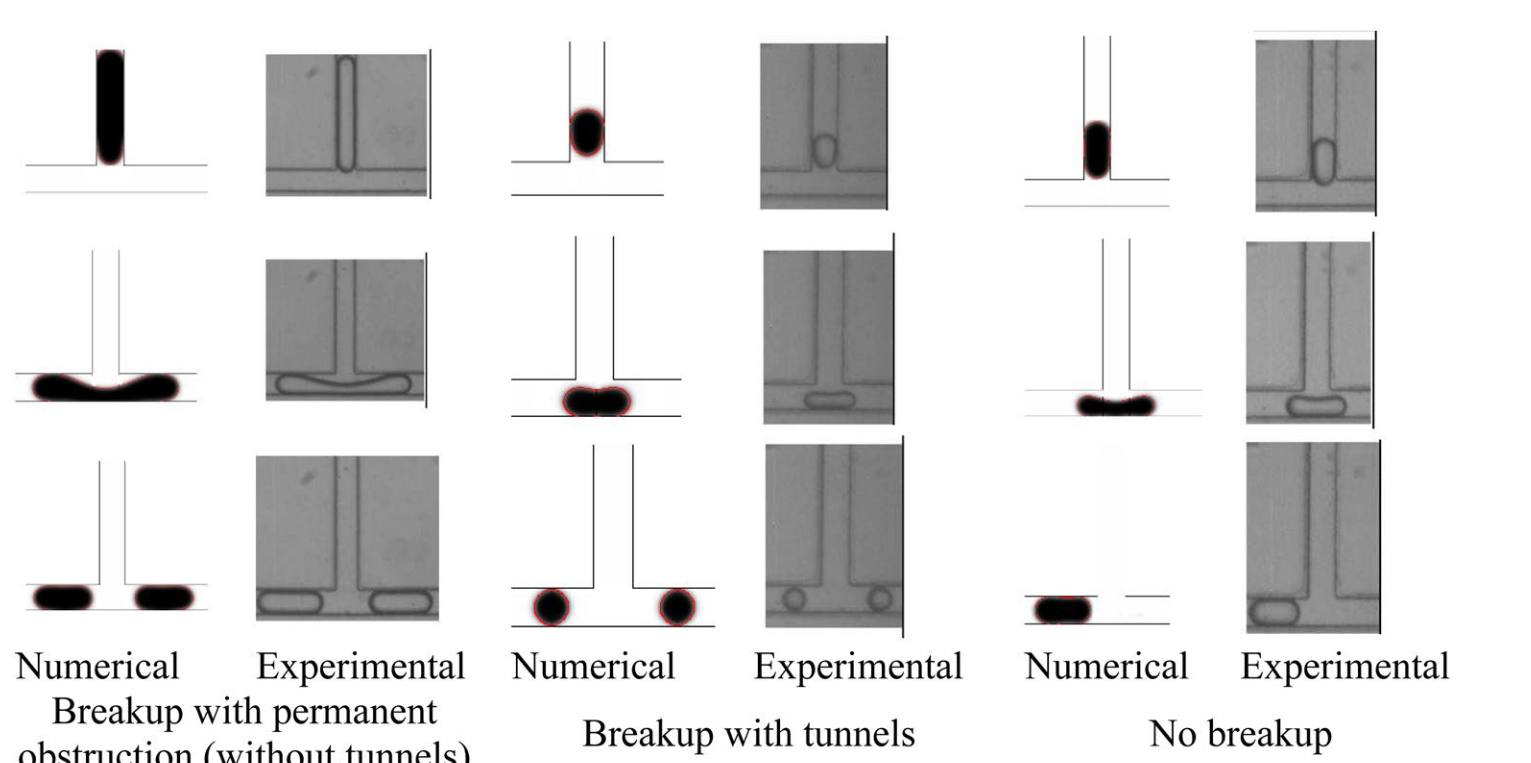 Numerical Experimental Numerical Experimental Numerical Experimental
Breakup with permanent
obstruction (without tunnels)
Breakup with tunnels
No breakup